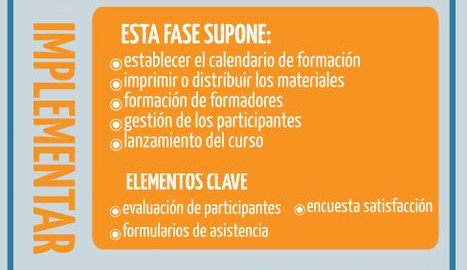 IMPLEMENTAR
ESTA FASE SUPONE:
establecer el calendario de formación
imprimir o distribuir los materiales
formación de formadores
gestión de los participantes
lanzamiento del curso
ELEMENTOS CLAVE
evaluación de participantes
encuesta satisfacción
formularios de asistencia